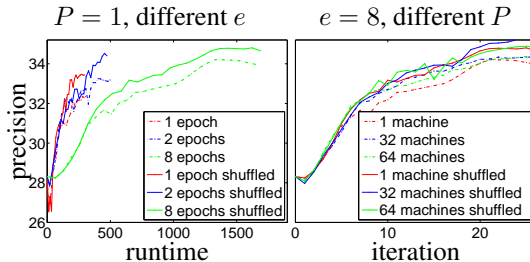 P = 1, different e
e = 8, different P
precision
34
32
30
28
26
1 epoch
2 epochs
8 epochs
1 epoch shuffled
2 epochs shuffled
8 epochs shuffled
0
500
1000
1500
runtime
1 machine
32 machines
64 machines
1 machine shuffled
32 machines shuffled
64 machines shuffled
0
10
20
iteration